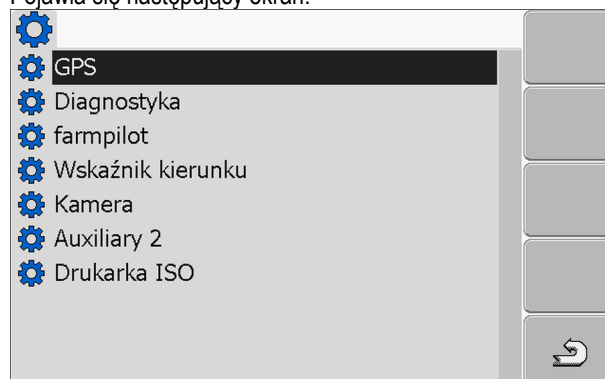 Pojawia się następujący ekran:
GPS
Diagnostyka
farmpilot
Wskaźnik kierunku
Kamera
Auxiliary 2
Drukarka ISO